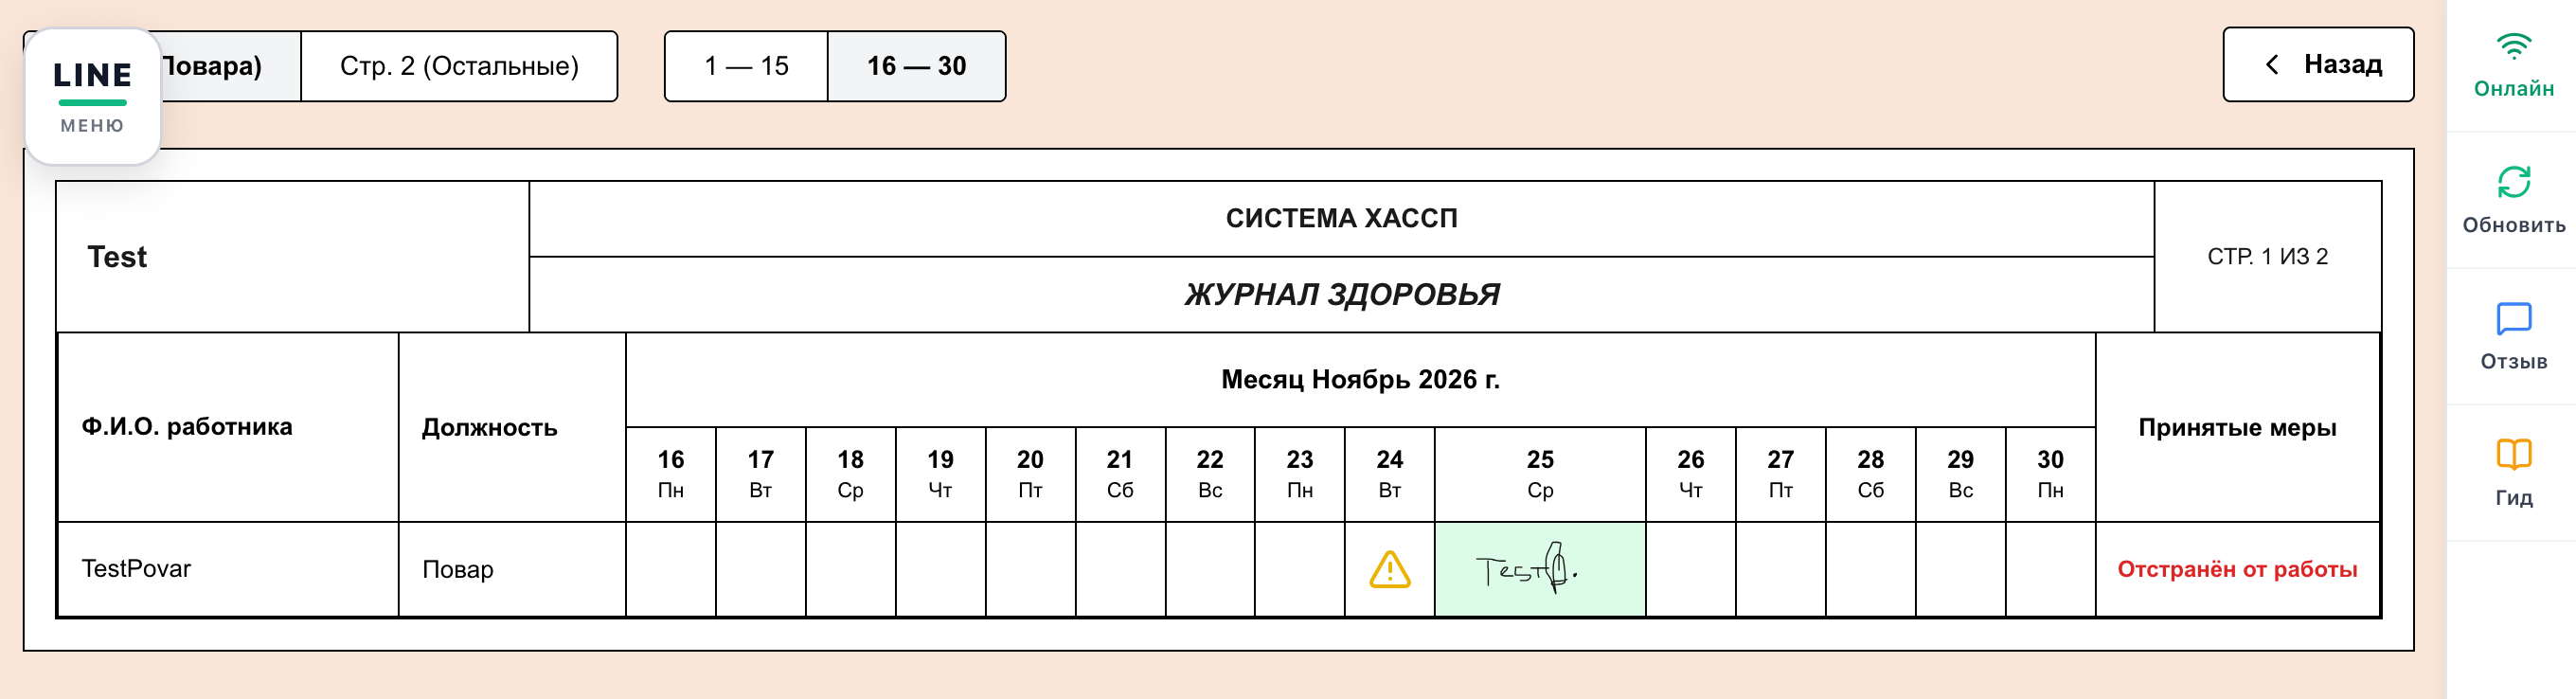 LINE
МЕНЮ
Повара)
Стр. 2 (Остальные)
1 — 15
16 — 30
Назад
Онлайн
Обновить
Отзыв
Гид
Test
СИСТЕМА ХАССП
ЖУРНАЛ ЗДОРОВЬЯ
СТР. 1 ИЗ 2
Ф.И.О. работника
Должность
Месяц Ноябрь 2026 г.
Принятые меры
16 17 18 19 20 21 22 23 24 25 26 27 28 29 30
Пн Вт Ср Чт Пт Сб Вс Пн Вт Ср Чт Пт Сб Вс Пн
TestPovar
Повар
Отстранён от работы